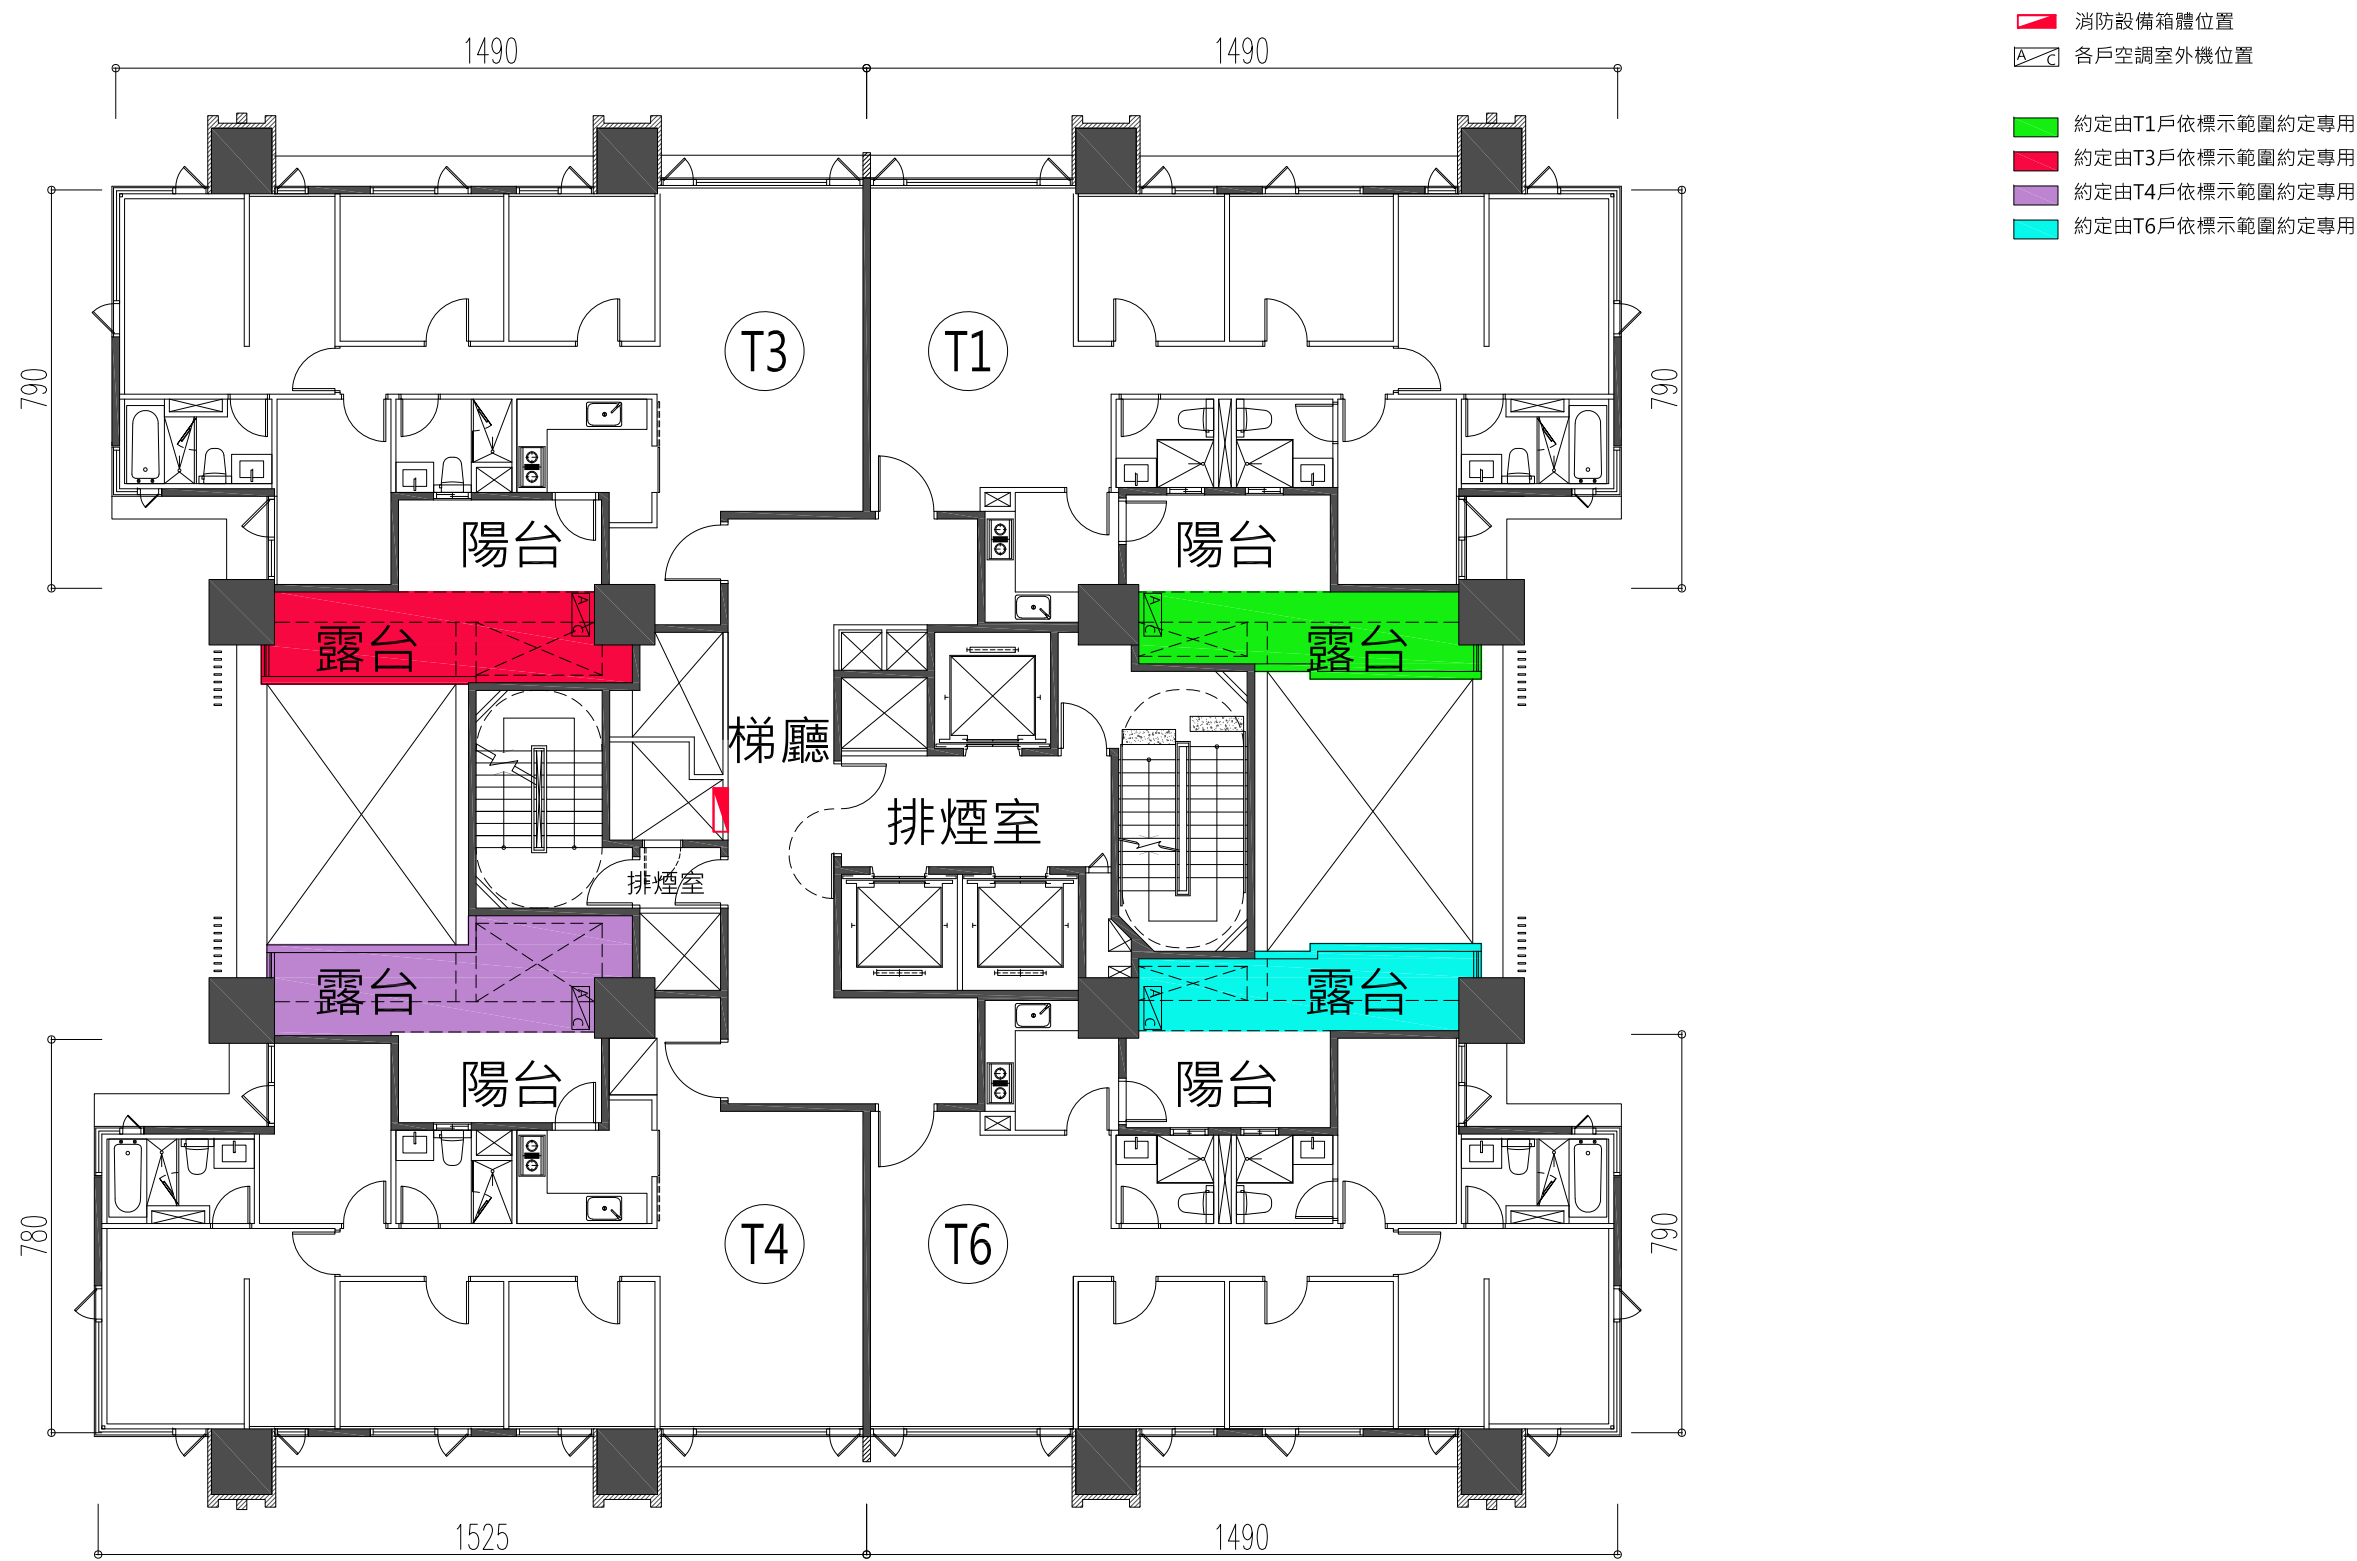 消防設備箱體位置
A C 各戶空調室外機位置
約定由T1戶依標示範圍約定專用
約定由T3戶依標示範圍約定專用
約定由T4戶依標示範圍約定專用
約定由T6戶依標示範圍約定專用
1490 1490
790 T3 T1 790
陽台 陽台
A C A C
露台 露台
梯廳
排煙室
排煙室
露台 露台
A C A C
陽台 陽台
780 T4 T6 790
1525 1490